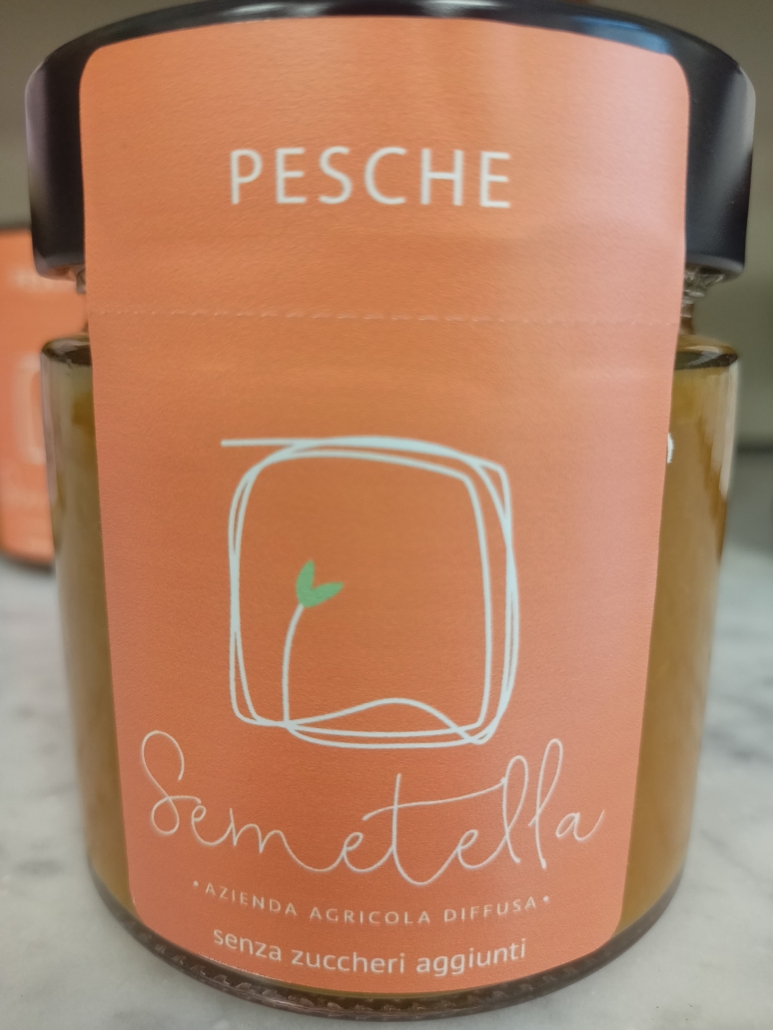 PESCHE
Semetella
• AZIENDA AGRICOLA DIFFUSA •
senza zuccheri aggiunti